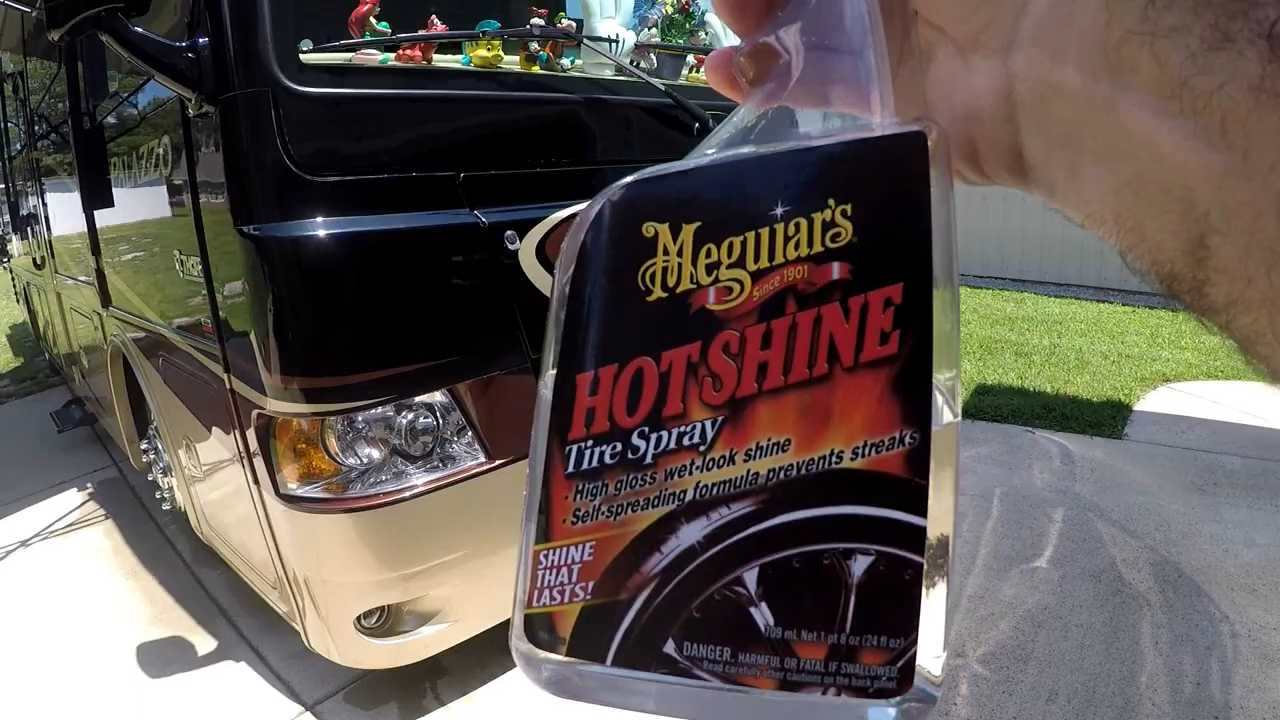 Meguiar's
Since 1901
HOT SHINE
Tire Spray
· High gloss wet-look shine
· Self-spreading formula prevents streaks
SHINE
THAT
LASTS!
709 mL Net 1 pt 8 oz (24 fl oz)
DANGER. HARMFUL OR FATAL IF SWALLOWED.
Read carefully other cautions on the back panel.